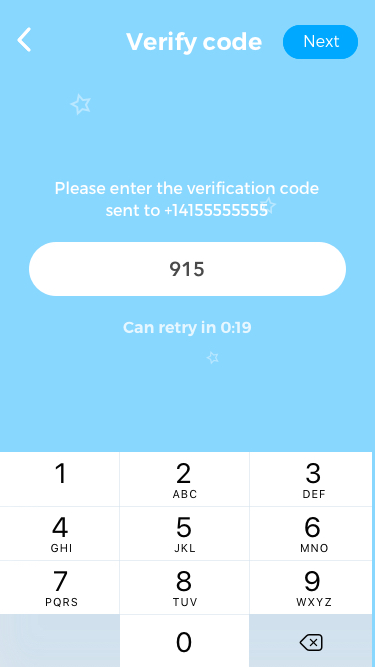 Verify code
Next
Please enter the verification code
sent to +14155555555
915
Can retry in 0:19
1
2
3
ABC
DEF
4
5
6
GHI
JKL
MNO
7
8
9
PQRS
TUV
WXYZ
0